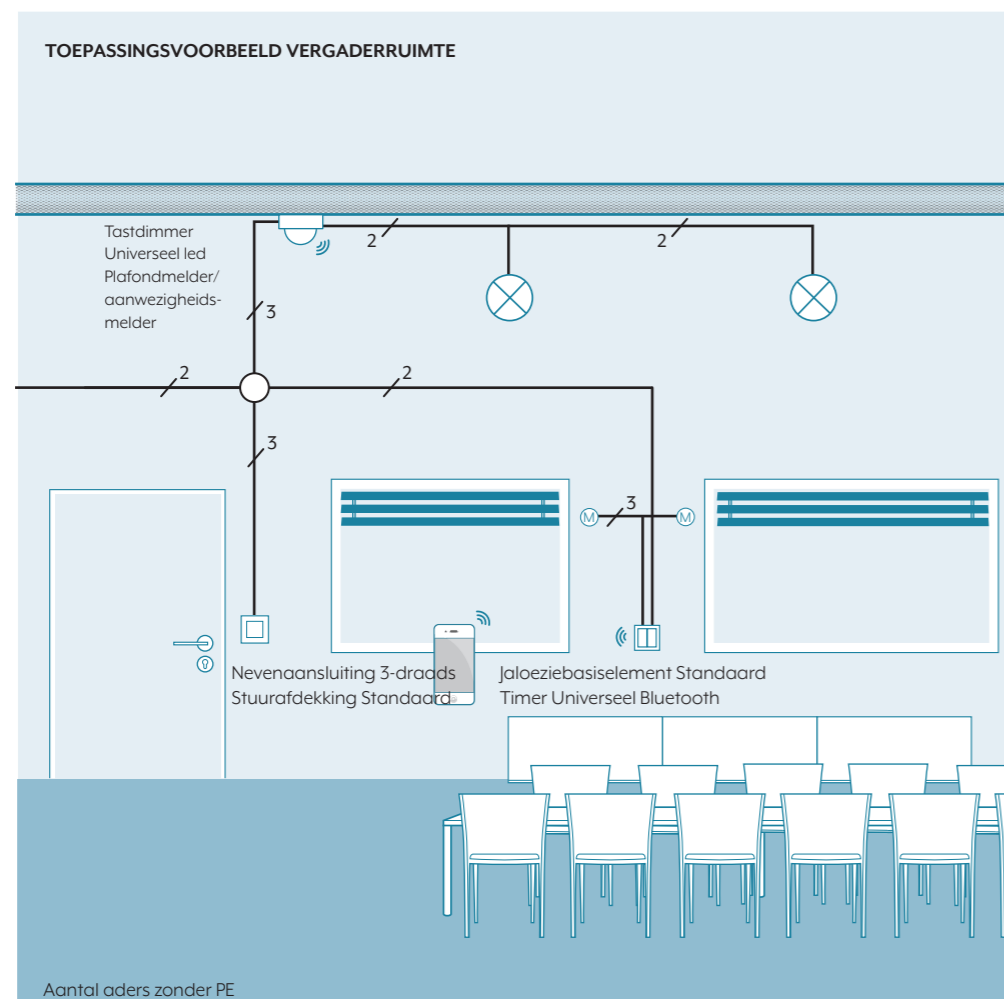 TOEPASSINGSVOORBEELD VERGADERRUIMTE
Tastdimmer
Universeel led
Plafondmelder/
aanwezigheids-
melder
2
2
3
2
2
3
3
M
M
Nevenaansluiting 3-draads
Stuurafdekking Standaard
Jaloeziebasiselement Standaard
Timer Universeel Bluetooth
Aantal aders zonder PE